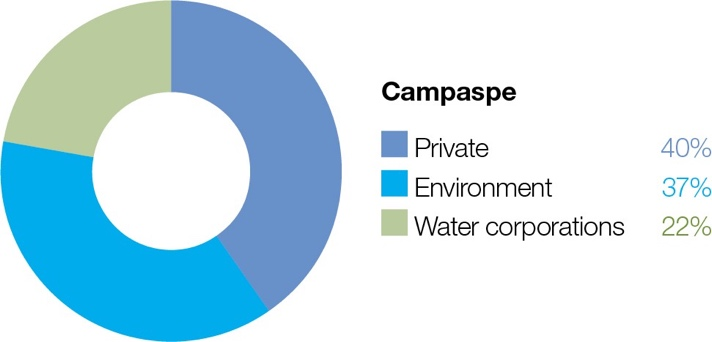 Campaspe
Private 40%
Environment 37%
Water corporations 22%